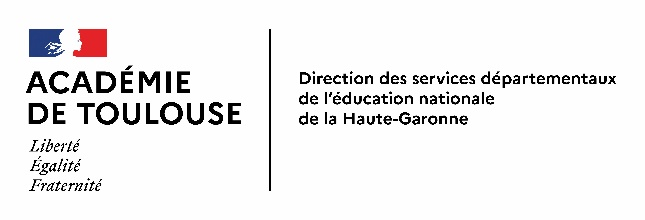 ACADÉMIE
DE TOULOUSE
Liberté
Égalité
Fraternité
Direction des services départementaux
de l'éducation nationale
de la Haute-Garonne